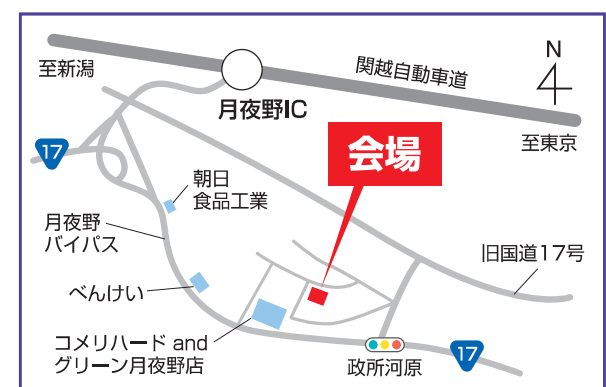 至新潟
関越自動車道
N
月夜野IC
至東京
17
会場
朝日
食品工業
月夜野
バイパス
旧国道17号
べんけい
コメリハード and
グリーン月夜野店
政所河原
17